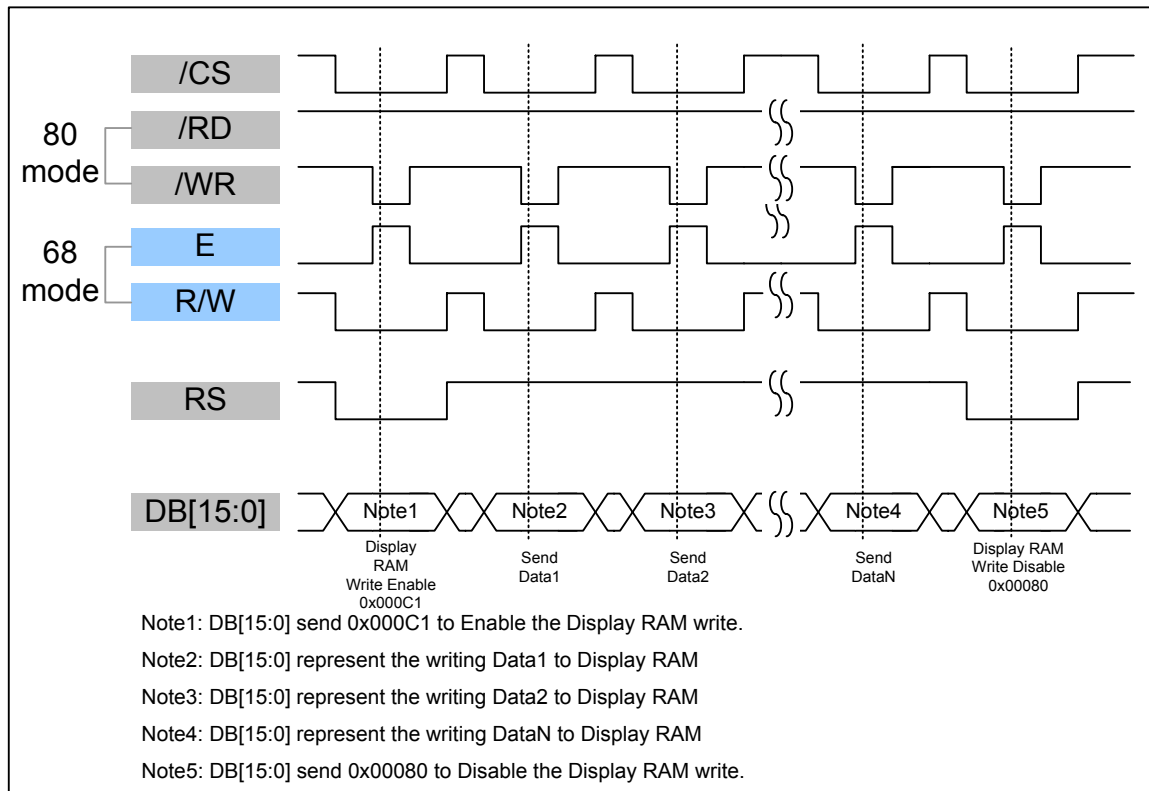 /CS
80
mode
/RD
/WR
68
mode
E
R/W
RS
DB[15:0]
Note1
Note2
Note3
Note4
Note5
Display
RAM
Write Enable
0x000C1
Send
Data1
Send
Data2
Send
DataN
Display RAM
Write Disable
0x00080
Note1: DB[15:0] send 0x000C1 to Enable the Display RAM write.
Note2: DB[15:0] represent the writing Data1 to Display RAM
Note3: DB[15:0] represent the writing Data2 to Display RAM
Note4: DB[15:0] represent the writing DataN to Display RAM
Note5: DB[15:0] send 0x00080 to Disable the Display RAM write.